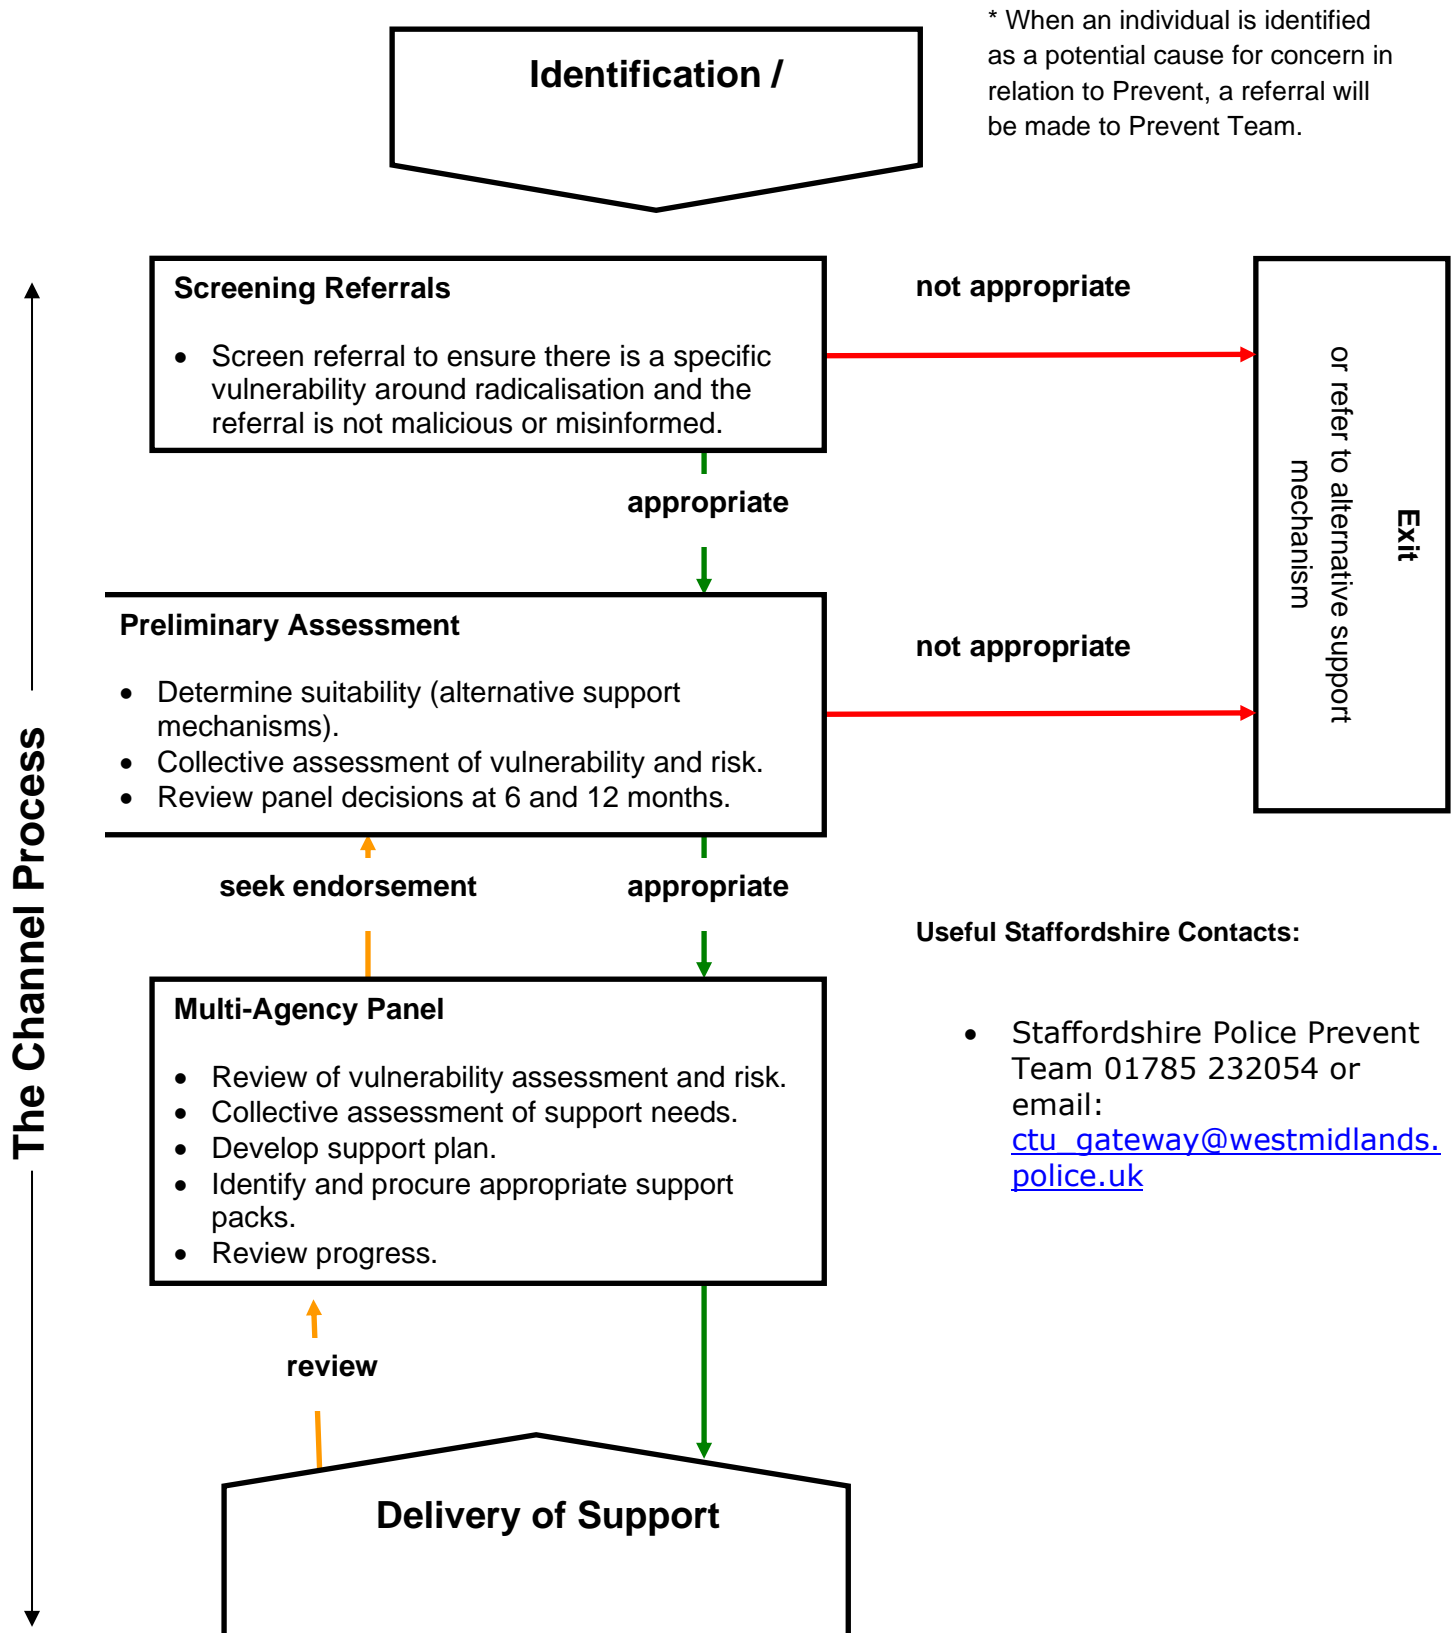 Identification /
* When an individual is identified
as a potential cause for concern in
relation to Prevent, a referral will
be made to Prevent Team.
The Channel Process
Screening Referrals
• Screen referral to ensure there is a specific
vulnerability around radicalisation and the
referral is not malicious or misinformed.
not appropriate
Exit
or refer to alternative support
mechanism
appropriate
Preliminary Assessment
• Determine suitability (alternative support
mechanisms).
• Collective assessment of vulnerability and risk.
• Review panel decisions at 6 and 12 months.
not appropriate
seek endorsement
appropriate
Multi-Agency Panel
• Review of vulnerability assessment and risk.
• Collective assessment of support needs.
• Develop support plan.
• Identify and procure appropriate support
packs.
• Review progress.
Useful Staffordshire Contacts:
• Staffordshire Police Prevent
Team 01785 232054 or
email:
ctu_gateway@westmidlands.
police.uk
review
Delivery of Support